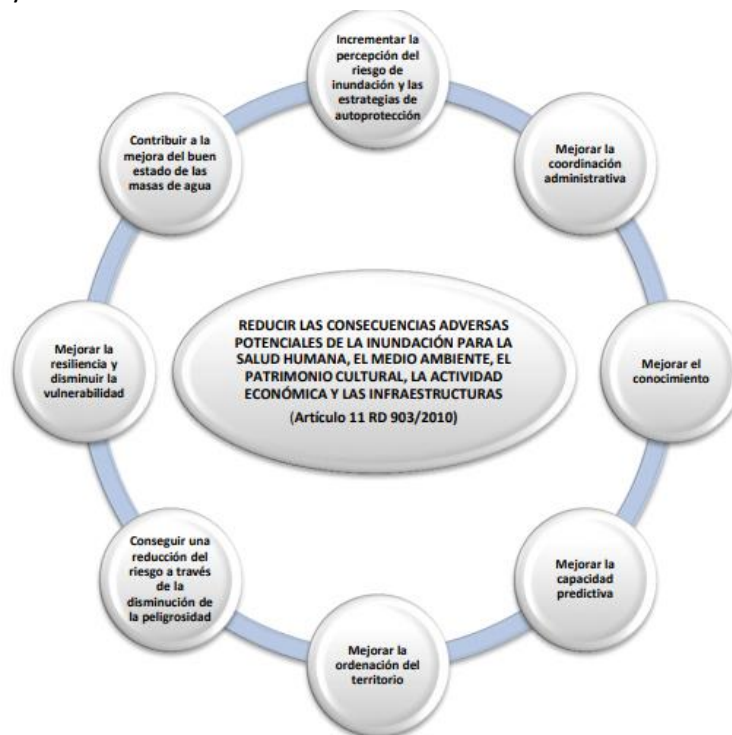 Incrementar la
percepción del
riesgo de
inundación y las
estrategias de
autoprotección
Mejorar la
coordinación
administrativa
Mejorar el
conocimiento
Mejorar la
capacidad
predictiva
Mejorar la
ordenación del
territorio
Conseguir una
reducción del
riesgo a través
de la
disminución de
la peligrosidad
Mejorar la
resiliencia y
disminuir la
vulnerabilidad
Contribuir a la
mejora del buen
estado de las
masas de agua
REDUCIR LAS CONSECUENCIAS ADVERSAS
POTENCIALES DE LA INUNDACIÓN PARA LA
SALUD HUMANA, EL MEDIO AMBIENTE, EL
PATRIMONIO CULTURAL, LA ACTIVIDAD
ECONÓMICA Y LAS INFRAESTRUCTURAS
(Artículo 11 RD 903/2010)